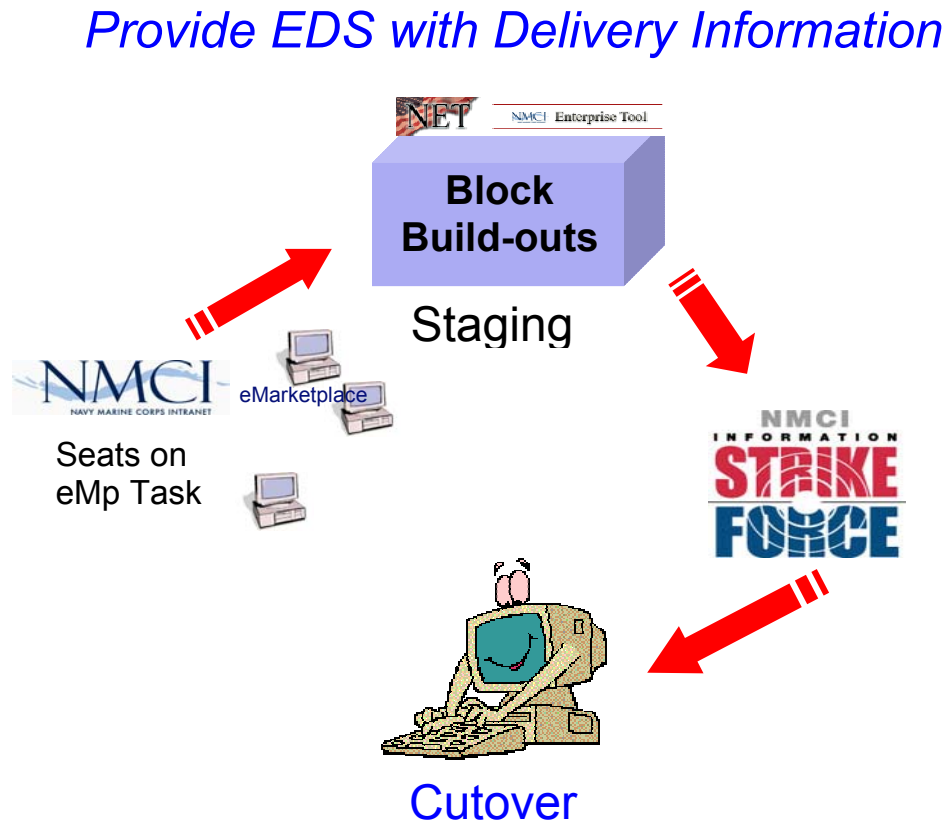 Provide EDS with Delivery Information
NET
NMCI Enterprise Tool
Block
Build-outs
Staging
NMCI
NAVY MARINE CORPS INTRANET
eMarketplace
Seats on
eMp Task
NMCI
INFORMATION
STRIKE
FORCE
Cutover